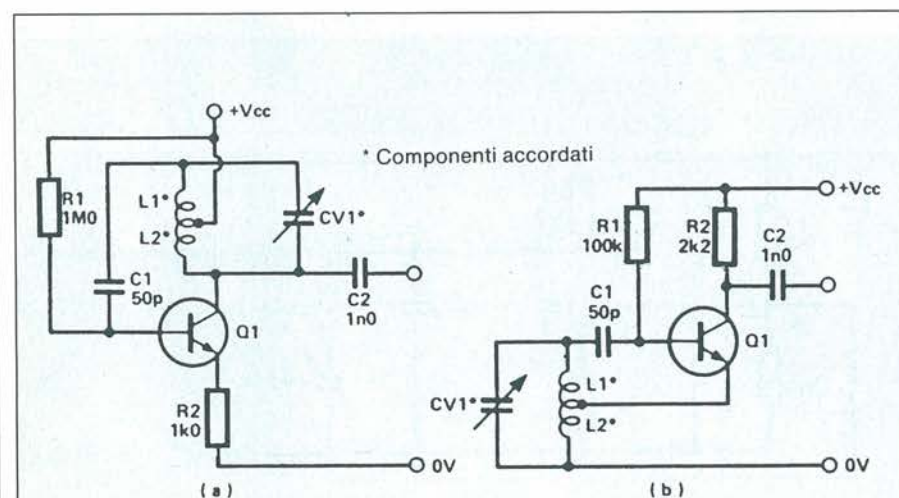 +Vcc
* Componenti accordati
R1
1M0
L1°
L2°
CV1°
C1
50p
C2
1n0
Q1
R2
1k0
0V
(a)
+Vcc
R1
100k
R2
2k2
C2
1n0
C1
50p
Q1
CV1°
L1°
L2°
0V
(b)